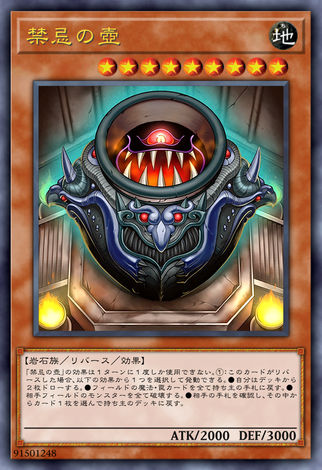 禁忌の壺
地
【岩石族／リバース／効果】
「禁忌の壺」の効果は１ターンに１度しか使用できない。①：このカードがリバ
ースした場合、以下の効果から１つを選択して発動できる。●自分はデッキから
２枚ドローする。●フィールドの魔法・罠カードを全て持ち主の手札に戻す。●
相手フィールドのモンスターを全て破壊する。●相手の手札を確認し、その中か
らカード１枚を選んで持ち主のデッキに戻す。
ATK/2000 DEF/3000
91501248